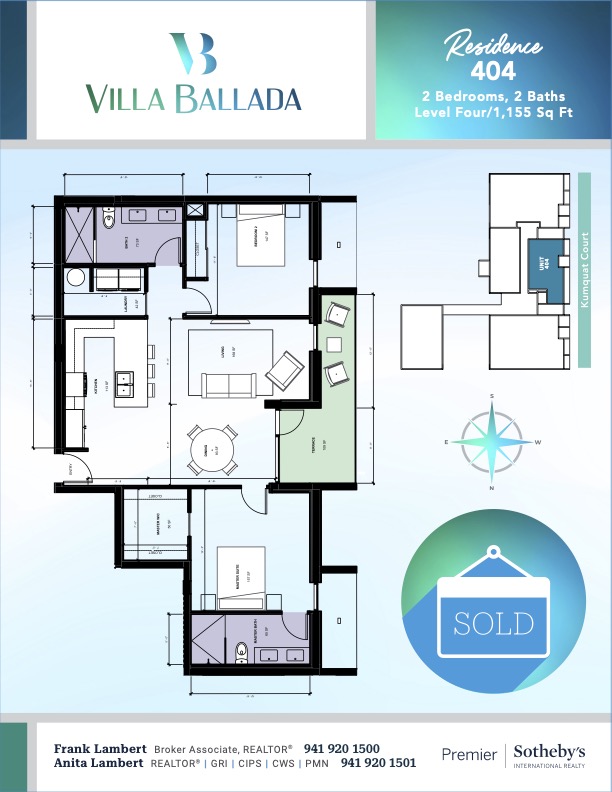 VB
VILLA BALLADA
Residence
404
2 Bedrooms, 2 Baths
Level Four/1,155 Sq Ft
BATH 2
CLOSET
BEDROOM 2
LAUNDRY
KITCHEN
LIVING
DINING
TERRACE
ENTRY
CLOSET
MASTER WIC
CLOSET
MASTER SUITE
MASTER BATH
UNIT
404
Kumquat Court
S
E
W
N
SOLD
Frank Lambert Broker Associate, REALTOR® 941 920 1500
Anita Lambert REALTOR® | GRI | CIPS | CWS | PMN 941 920 1501
Premier | Sotheby's
INTERNATIONAL REALTY